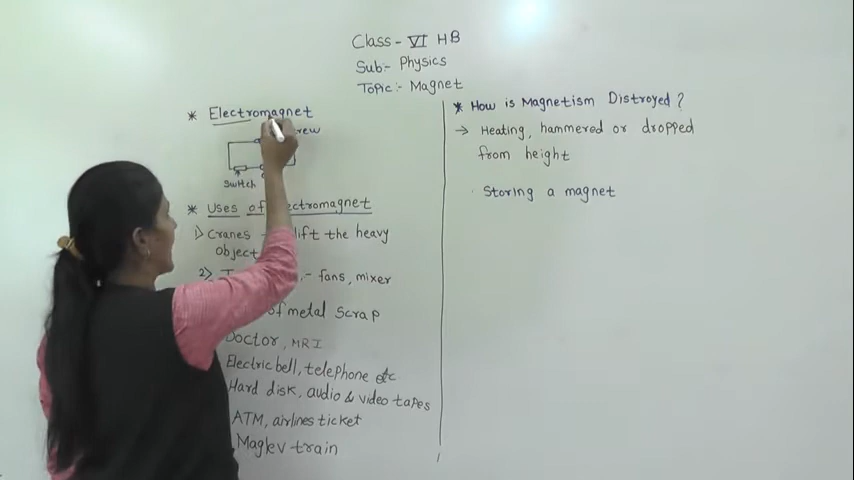 Class - VI HB
Sub:- Physics
Topic:- Magnet
* Electromagnet
Switch
* Uses of
1) Cranes - lift the heavy
object
2) - fans, mixer
of metal scrap
Doctor, MRI
Electric bell, telephone etc
Hard disk, audio & video tapes
ATM, airlines ticket
Maglev train
* How is Magnetism Distroyed ?
→ Heating, hammered or dropped
from height
Storing a magnet